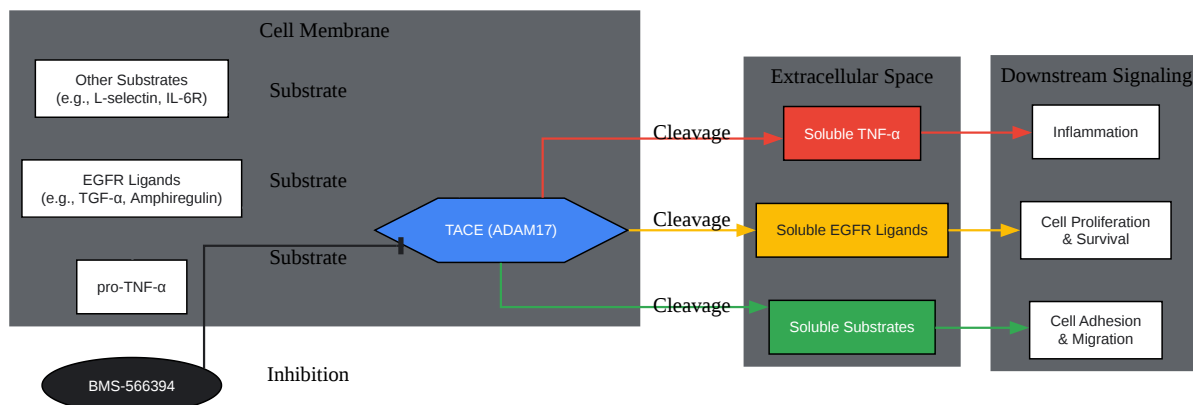 Cell Membrane
Other Substrates
(e.g., L-selectin, IL-6R)
Substrate
EGFR Ligands
(e.g., TGF-α, Amphiregulin)
Substrate
pro-TNF-α
Substrate
TACE (ADAM17)
BMS-566394
Inhibition
Cleavage
Cleavage
Cleavage
Extracellular Space
Soluble TNF-α
Soluble EGFR Ligands
Soluble Substrates
Downstream Signaling
Inflammation
Cell Proliferation
& Survival
Cell Adhesion
& Migration